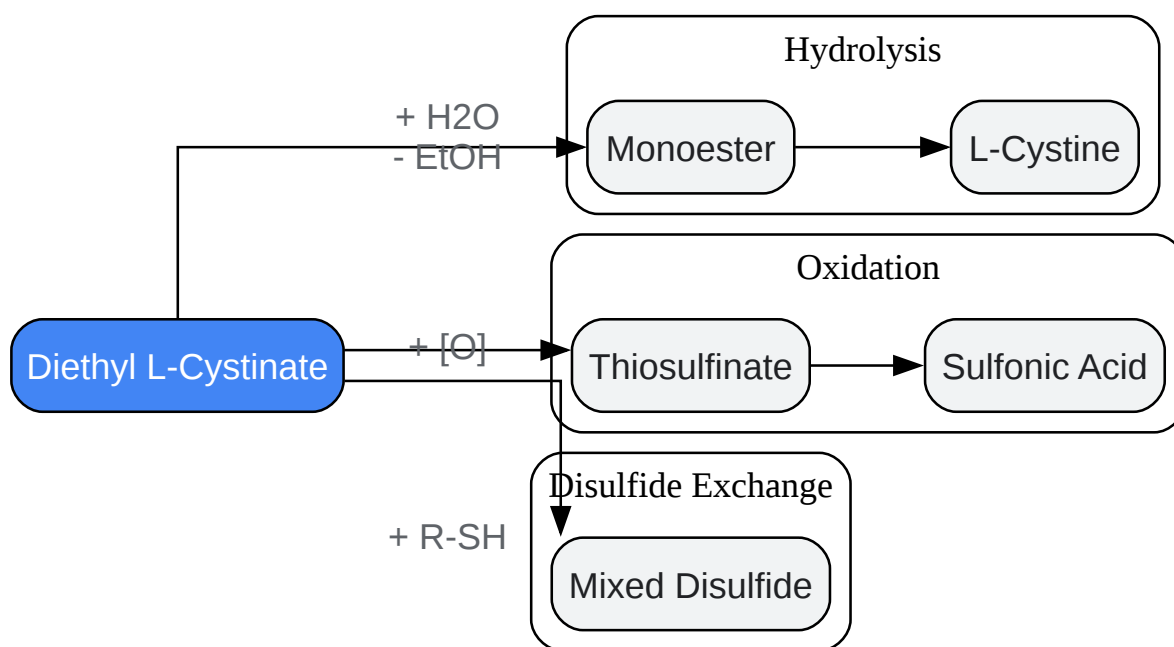 Hydrolysis
+ H2O
- EtOH
Monoester
L-Cystine
Oxidation
Diethyl L-Cystinate
+ [O]
Thiosulfinate
Sulfonic Acid
Disulfide Exchange
+ R-SH
Mixed Disulfide